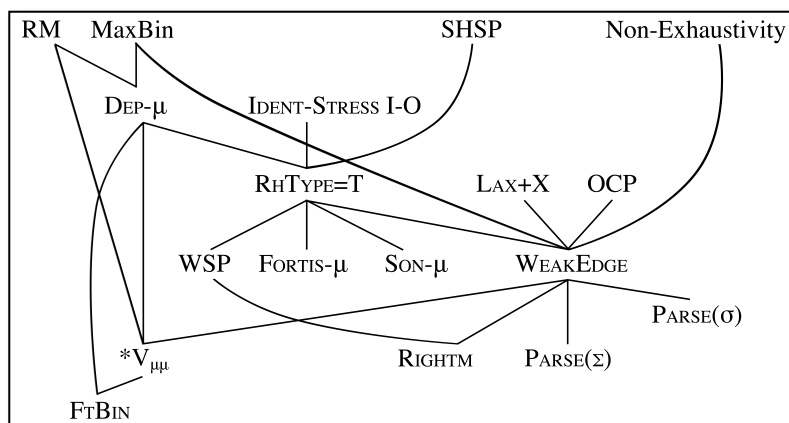 RM MaxBin SHSP Non-Exhaustivity
Dep-μ Ident-Stress I-O
RhType=T Lax+X OCP
WSP Fortis-μ Son-μ WeakEdge
Parse(σ)
*Vμμ RightM Parse(Σ)
FtBin